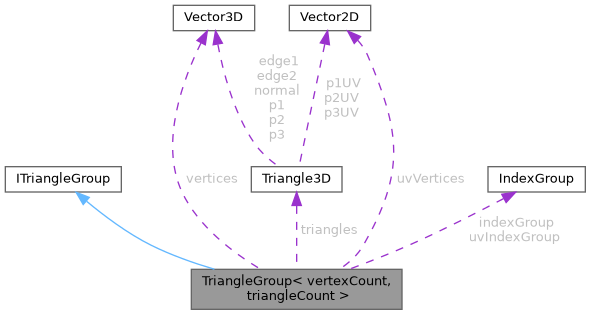 Vector3D
Vector2D
edge1
edge2
normal
p1
p2
p3
p1UV
p2UV
p3UV
ITriangleGroup
vertices
Triangle3D
uvVertices
IndexGroup
triangles
indexGroup
uvIndexGroup
TriangleGroup< vertexCount,
triangleCount >